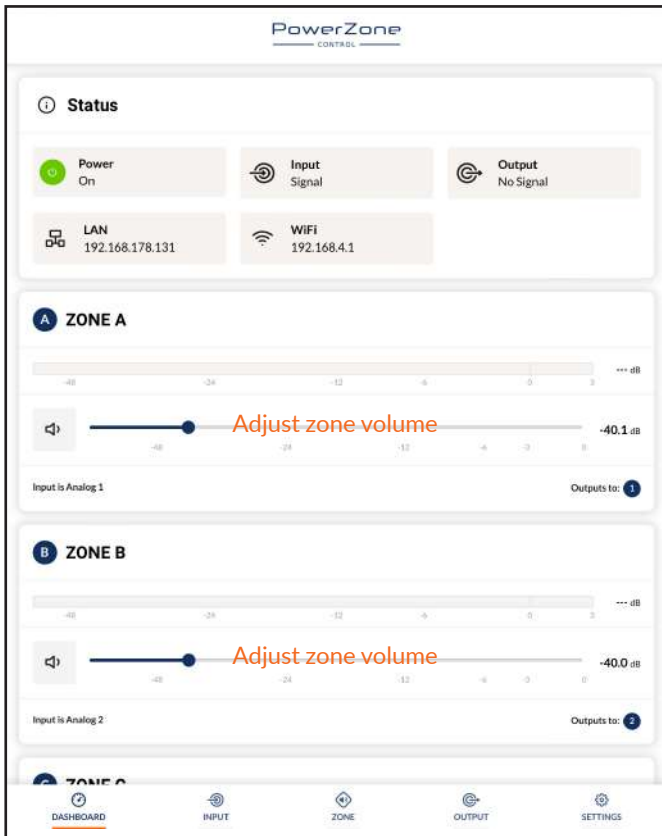 PowerZone
CONTROL
Status
Power
On
Input
Signal
Output
No Signal
LAN
192.168.178.131
WiFi
192.168.4.1
A ZONE A
--- dB
-48 -24 -12 -6 0 3
Adjust zone volume
-40.1 dB
-48 -24 -12 -6 -3 0
Input is Analog 1
Outputs to: 1
B ZONE B
--- dB
-48 -24 -12 -6 0 3
Adjust zone volume
-40.0 dB
-48 -24 -12 -6 -3 0
Input is Analog 2
Outputs to: 2
C ZONE C
DASHBOARD
INPUT
ZONE
OUTPUT
SETTINGS